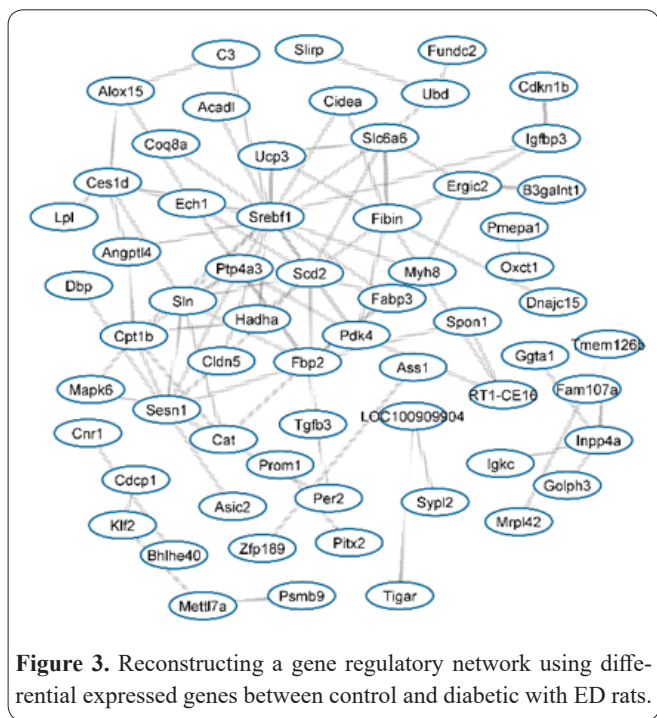 C3
Slirp
Fundc2
Alox15
Acadl
Cidea
Ubd
Cdkn1b
Coq8a
Ucp3
Slc6a6
Igfbp3
Ces1d
Ech1
Srebf1
Fibin
Ergic2
B3galnt1
Lpl
Angptl4
Pmepa1
Dbp
Ptp4a3
Scd2
Myh8
Oxct1
Sln
Fabp3
Dnajc15
Cpt1b
Hadha
Pdk4
Spon1
Cldn5
Fbp2
Ass1
Ggta1
Tmem126b
Mapk6
Sesn1
RT1-CE16
Fam107a
Cnr1
Cat
Tgfb3
LOC100909904
Inpp4a
Cdcp1
Prom1
Igkc
Golph3
Klf2
Asic2
Per2
Sypl2
Mrpl42
Bhlhe40
Zfp189
Pitx2
Mettl7a
Psmb9
Tigar
Figure 3. Reconstructing a gene regulatory network using diffe-
rential expressed genes between control and diabetic with ED rats.